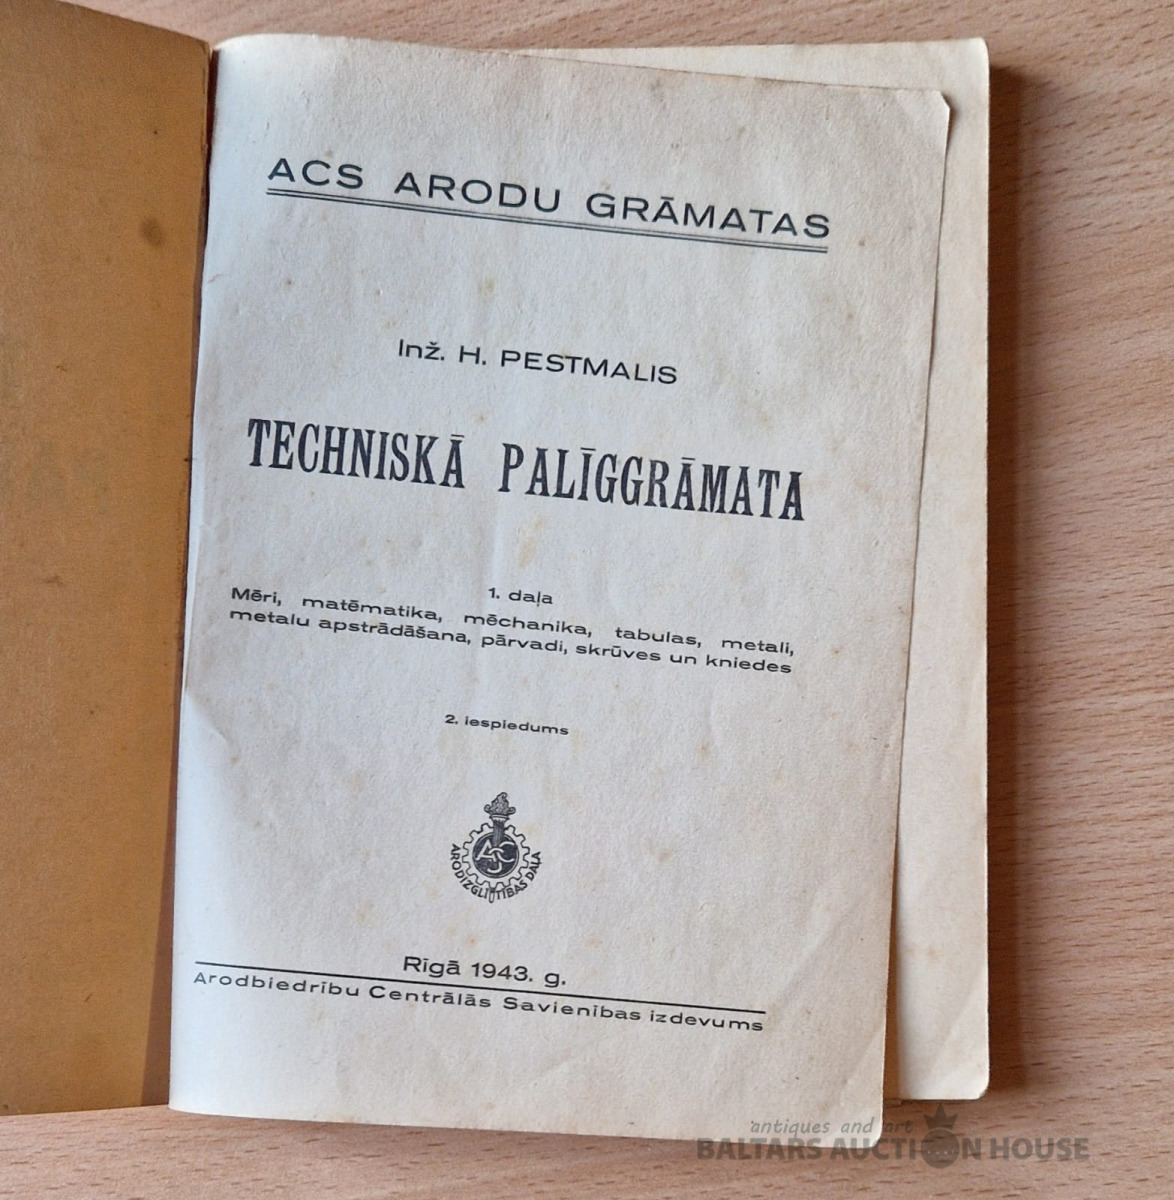 ACS ARODU GRĀMATAS
Inž. H. PESTMALIS
TECHNISKĀ PALĪGGRĀMATA
1. daļa
Mēri, matēmatika, mēchanika, tabulas, metali,
metalu apstrādāšana, pārvadi, skrūves un kniedes
2. iespiedums
ACS
ARODIZGLĪTĪBAS DAĻA
Rīgā 1943. g.
Arodbiedrību Centrālās Savienības izdevums
antiques and art
BALTARS AUCTION HOUSE